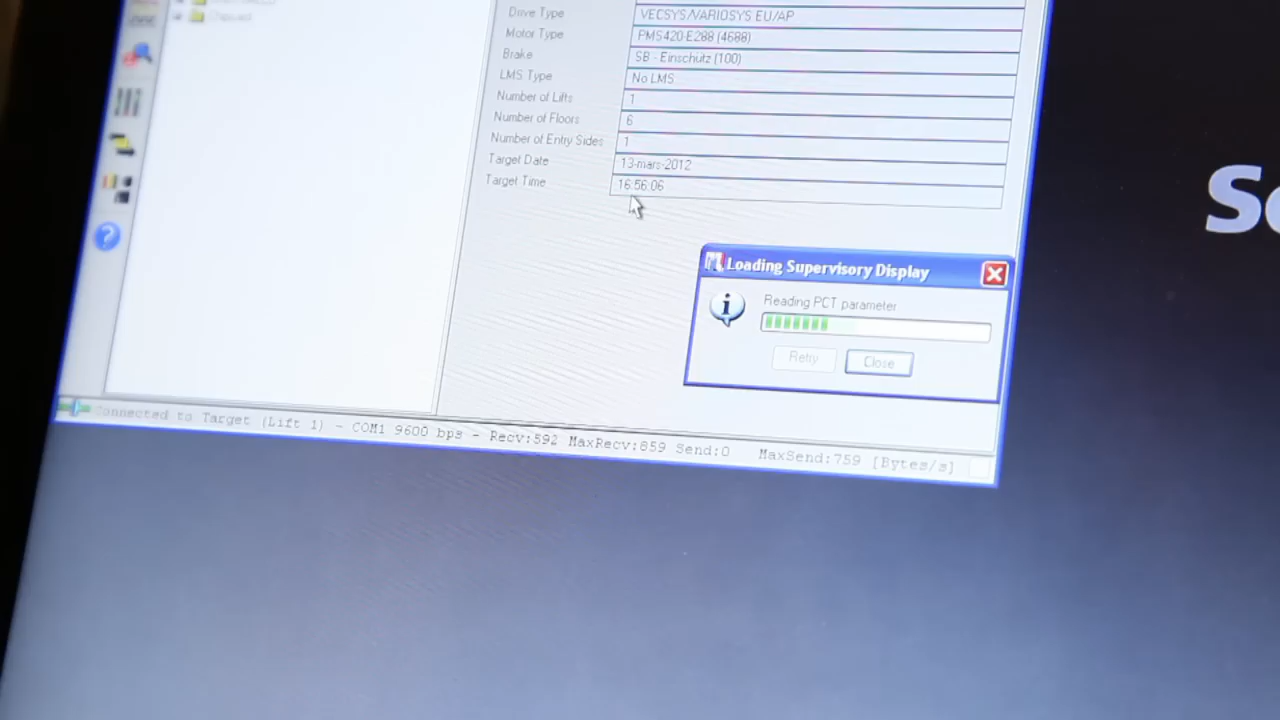 Drive Type VECSYS/VARIOSYS EU/AP
Motor Type PMS420-E288 (4688)
Brake SB - Einschütz (100)
LMS Type No LMS
Number of Lifts 1
Number of Floors 6
Number of Entry Sides 1
Target Date 13-mars-2012
Target Time 16:56:06
Loading Supervisory Display
Reading PCT parameter
Retry Close
Connected to Target (Lift 1) - COM1 9600 bps - Recv:592 MaxRecv:859 Send:0 MaxSend:759 [Bytes/s]